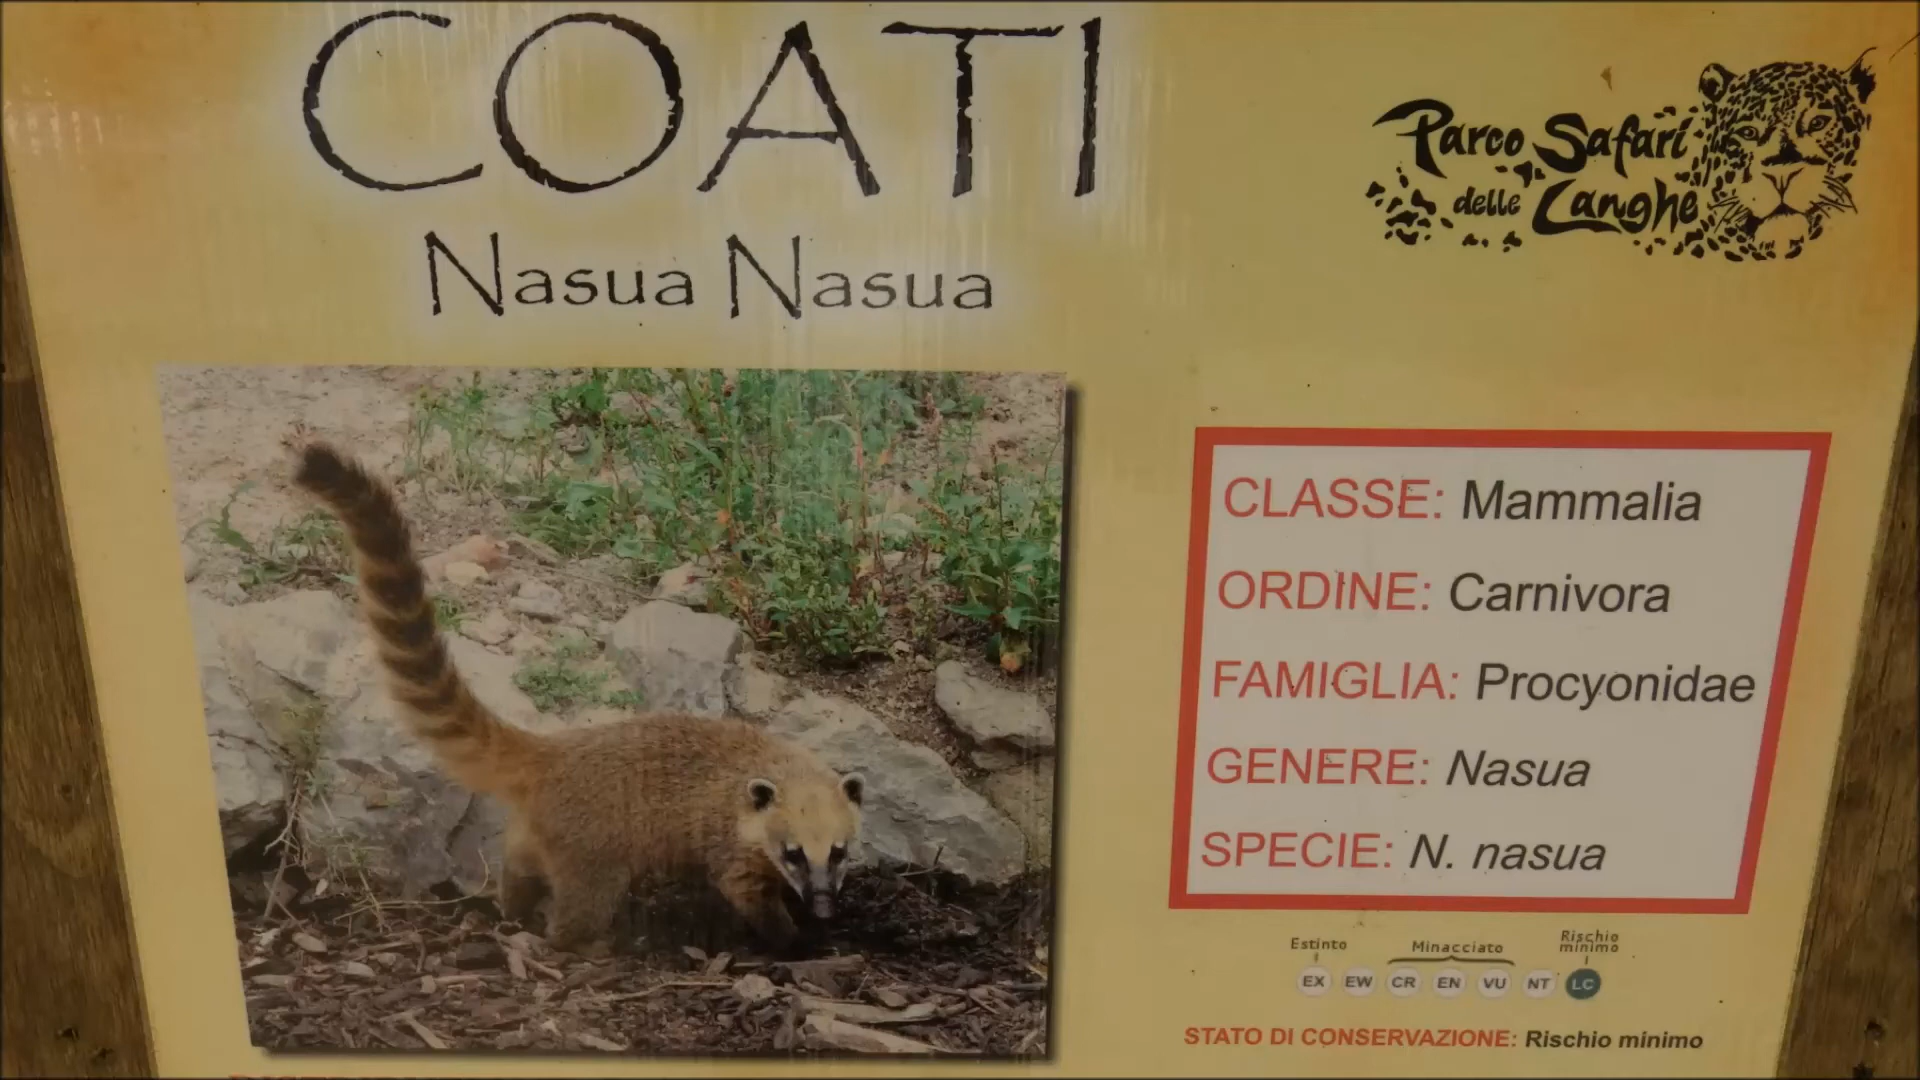 COATI
Nasua Nasua
Parco Safari
delle Langhe
CLASSE: Mammalia
ORDINE: Carnivora
FAMIGLIA: Procyonidae
GENERE: Nasua
SPECIE: N. nasua
Estinto Minacciato Rischio minimo
EX EW CR EN VU NT LC
STATO DI CONSERVAZIONE: Rischio minimo